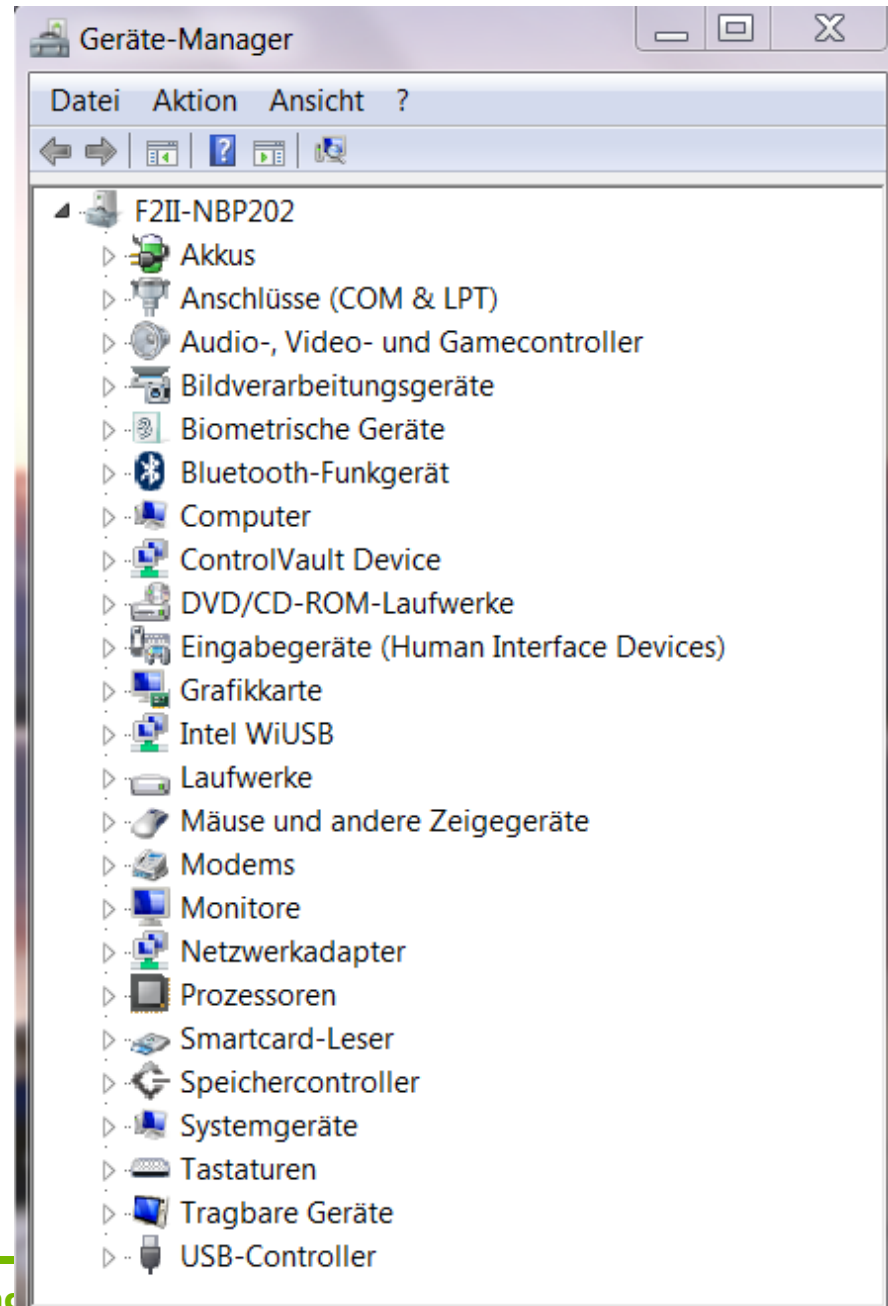 Geräte-Manager
Datei Aktion Ansicht ?
F2II-NBP202
Akkus
Anschlüsse (COM & LPT)
Audio-, Video- und Gamecontroller
Bildverarbeitungsgeräte
Biometrische Geräte
Bluetooth-Funkgerät
Computer
ControlVault Device
DVD/CD-ROM-Laufwerke
Eingabegeräte (Human Interface Devices)
Grafikkarte
Intel WiUSB
Laufwerke
Mäuse und andere Zeigegeräte
Modems
Monitore
Netzwerkadapter
Prozessoren
Smartcard-Leser
Speichercontroller
Systemgeräte
Tastaturen
Tragbare Geräte
USB-Controller